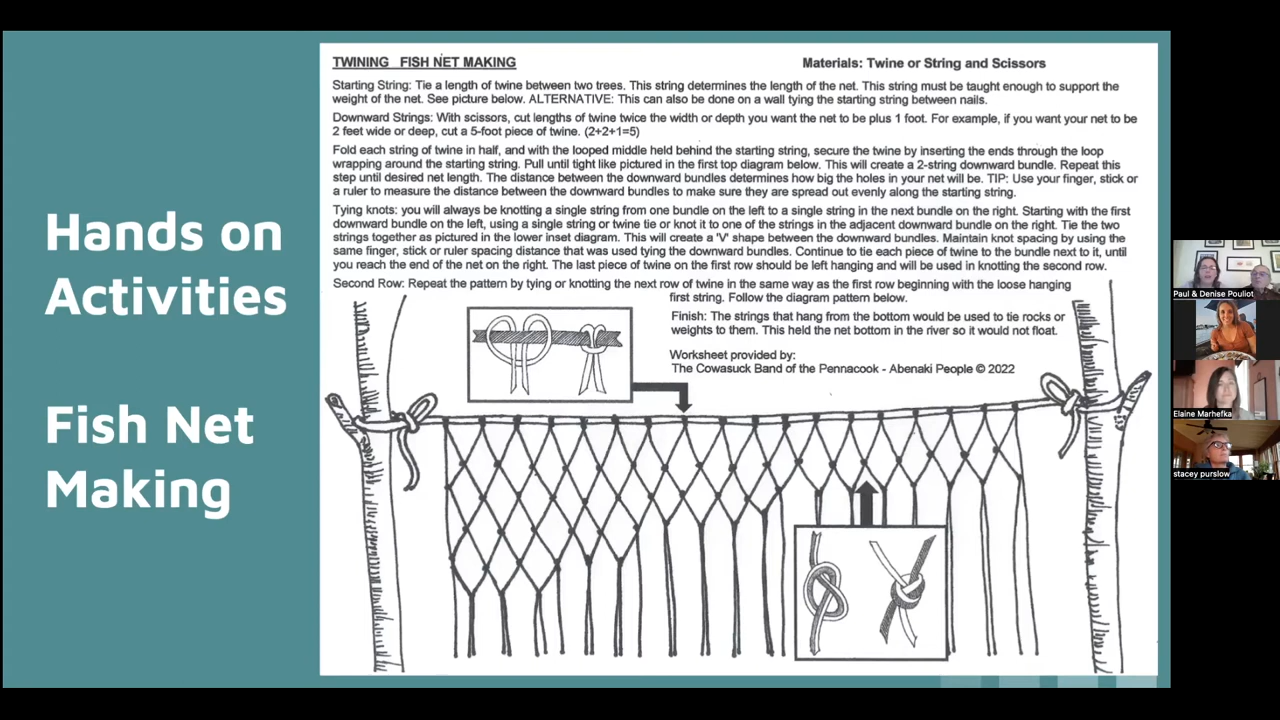 Hands on
Activities
Fish Net
Making
TWINING FISH NET MAKING
Materials: Twine or String and Scissors
Starting String: Tie a length of twine between two trees. This string determines the length of the net. This string must be taught enough to support the
weight of the net. See picture below. ALTERNATIVE: This can also be done on a wall tying the starting string between nails.
Downward Strings: With scissors, cut lengths of twine twice the width or depth you want the net to be plus 1 foot. For example, if you want your net to be
2 feet wide or deep, cut a 5-foot piece of twine. (2+2+1=5)
Fold each string of twine in half, and with the looped middle held behind the starting string, secure the twine by inserting the ends through the loop
wrapping around the starting string. Pull until tight like pictured in the first top diagram below. This will create a 2-string downward bundle. Repeat this
step until desired net length. The distance between the downward bundles determines how big the holes in your net will be. TIP: Use your finger, stick or
a ruler to measure the distance between the downward bundles to make sure they are spread out evenly along the starting string.
Tying knots: you will always be knotting a single string from one bundle on the left to a single string in the next bundle on the right. Starting with the first
downward bundle on the left, using a single string or twine tie or knot it to one of the strings in the adjacent downward bundle on the right. Tie the two
strings together as pictured in the lower inset diagram. This will create a 'V' shape between the downward bundles. Maintain knot spacing by using the
same finger, stick or ruler spacing distance that was used tying the downward bundles. Continue to tie each piece of twine to the bundle next to it, until
you reach the end of the net on the right. The last piece of twine on the first row should be left hanging and will be used in knotting the second row.
Second Row: Repeat the pattern by tying or knotting the next row of twine in the same way as the first row beginning with the loose hanging
first string. Follow the diagram pattern below.
Finish: The strings that hang from the bottom would be used to tie rocks or
weights to them. This held the net bottom in the river so it would not float.
Worksheet provided by:
The Cowasuck Band of the Pennacook - Abenaki People © 2022
Paul & Denise Pouliot
Elaine Marhefka
stacey purslow